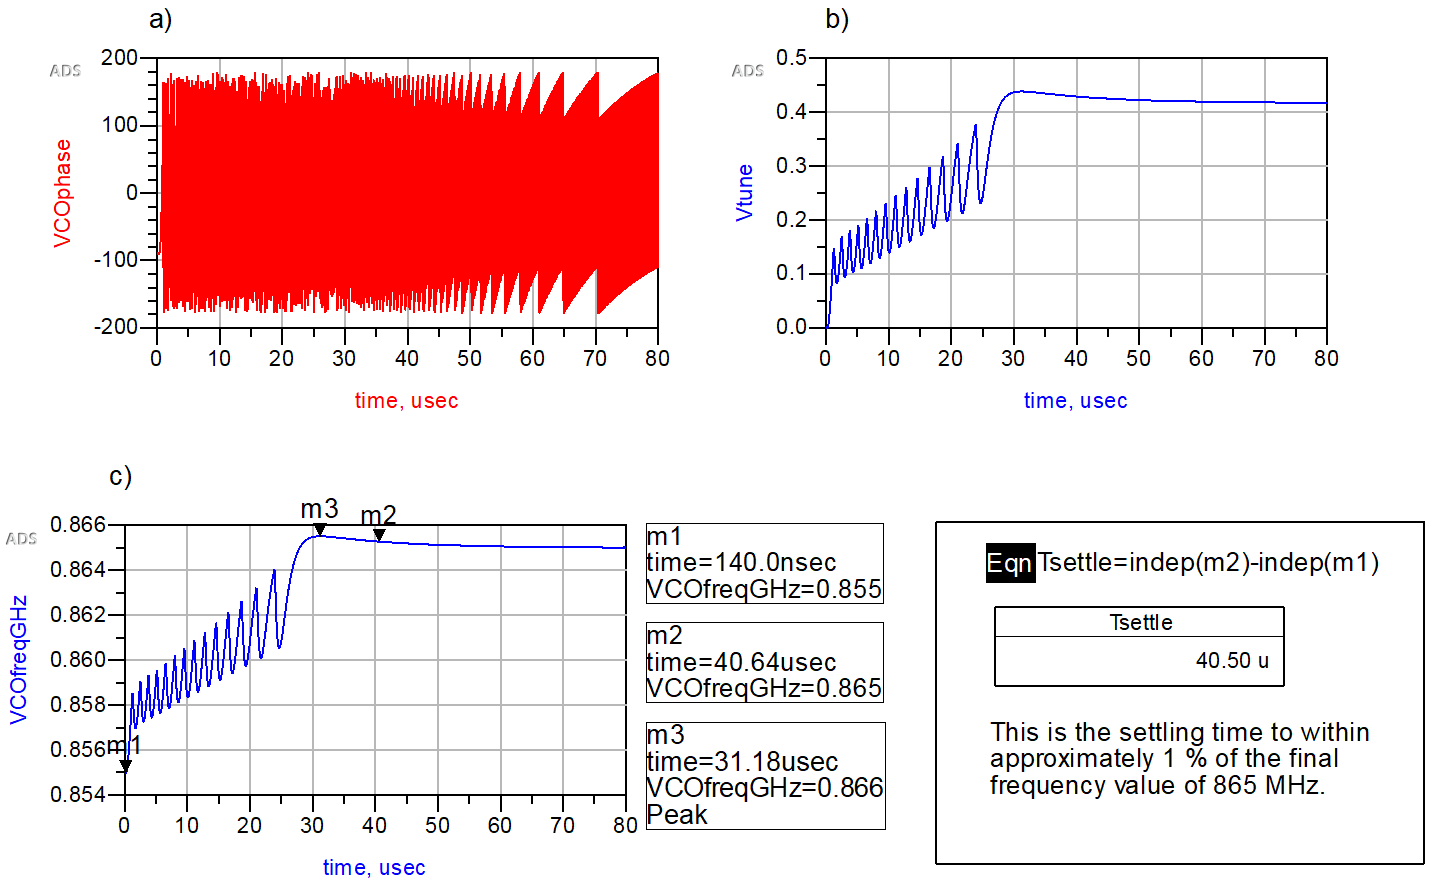 a)
ADS
200
100
0
-100
-200
VCOphase
0 10 20 30 40 50 60 70 80
time, usec
b)
ADS
0.5
0.4
0.3
0.2
0.1
0.0
Vtune
0 10 20 30 40 50 60 70 80
time, usec
c)
ADS
m3
m2
m1
0.866
0.864
0.862
0.860
0.858
0.856
0.854
VCOfreqGHz
0 10 20 30 40 50 60 70 80
time, usec
m1
time=140.0nsec
VCOfreqGHz=0.855
m2
time=40.64usec
VCOfreqGHz=0.865
m3
time=31.18usec
VCOfreqGHz=0.866
Peak
Eqn Tsettle=indep(m2)-indep(m1)
Tsettle
40.50 u
This is the settling time to within
approximately 1 % of the final
frequency value of 865 MHz.